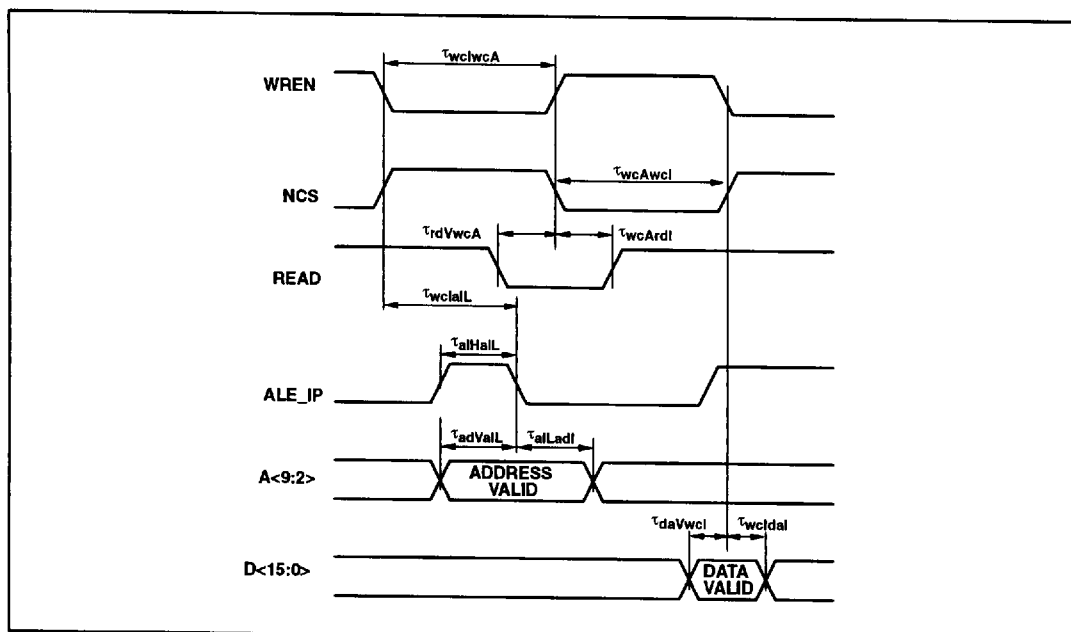 τwclwcA
WREN
τwcAwcl
NCS
τrdVwcA
τwcArdl
READ
τwclalL
τalHalL
ALE_IP
τadValL
τalLadl
A<9:2>
ADDRESS
VALID
τdaVwcl
τwcldal
D<15:0>
DATA
VALID